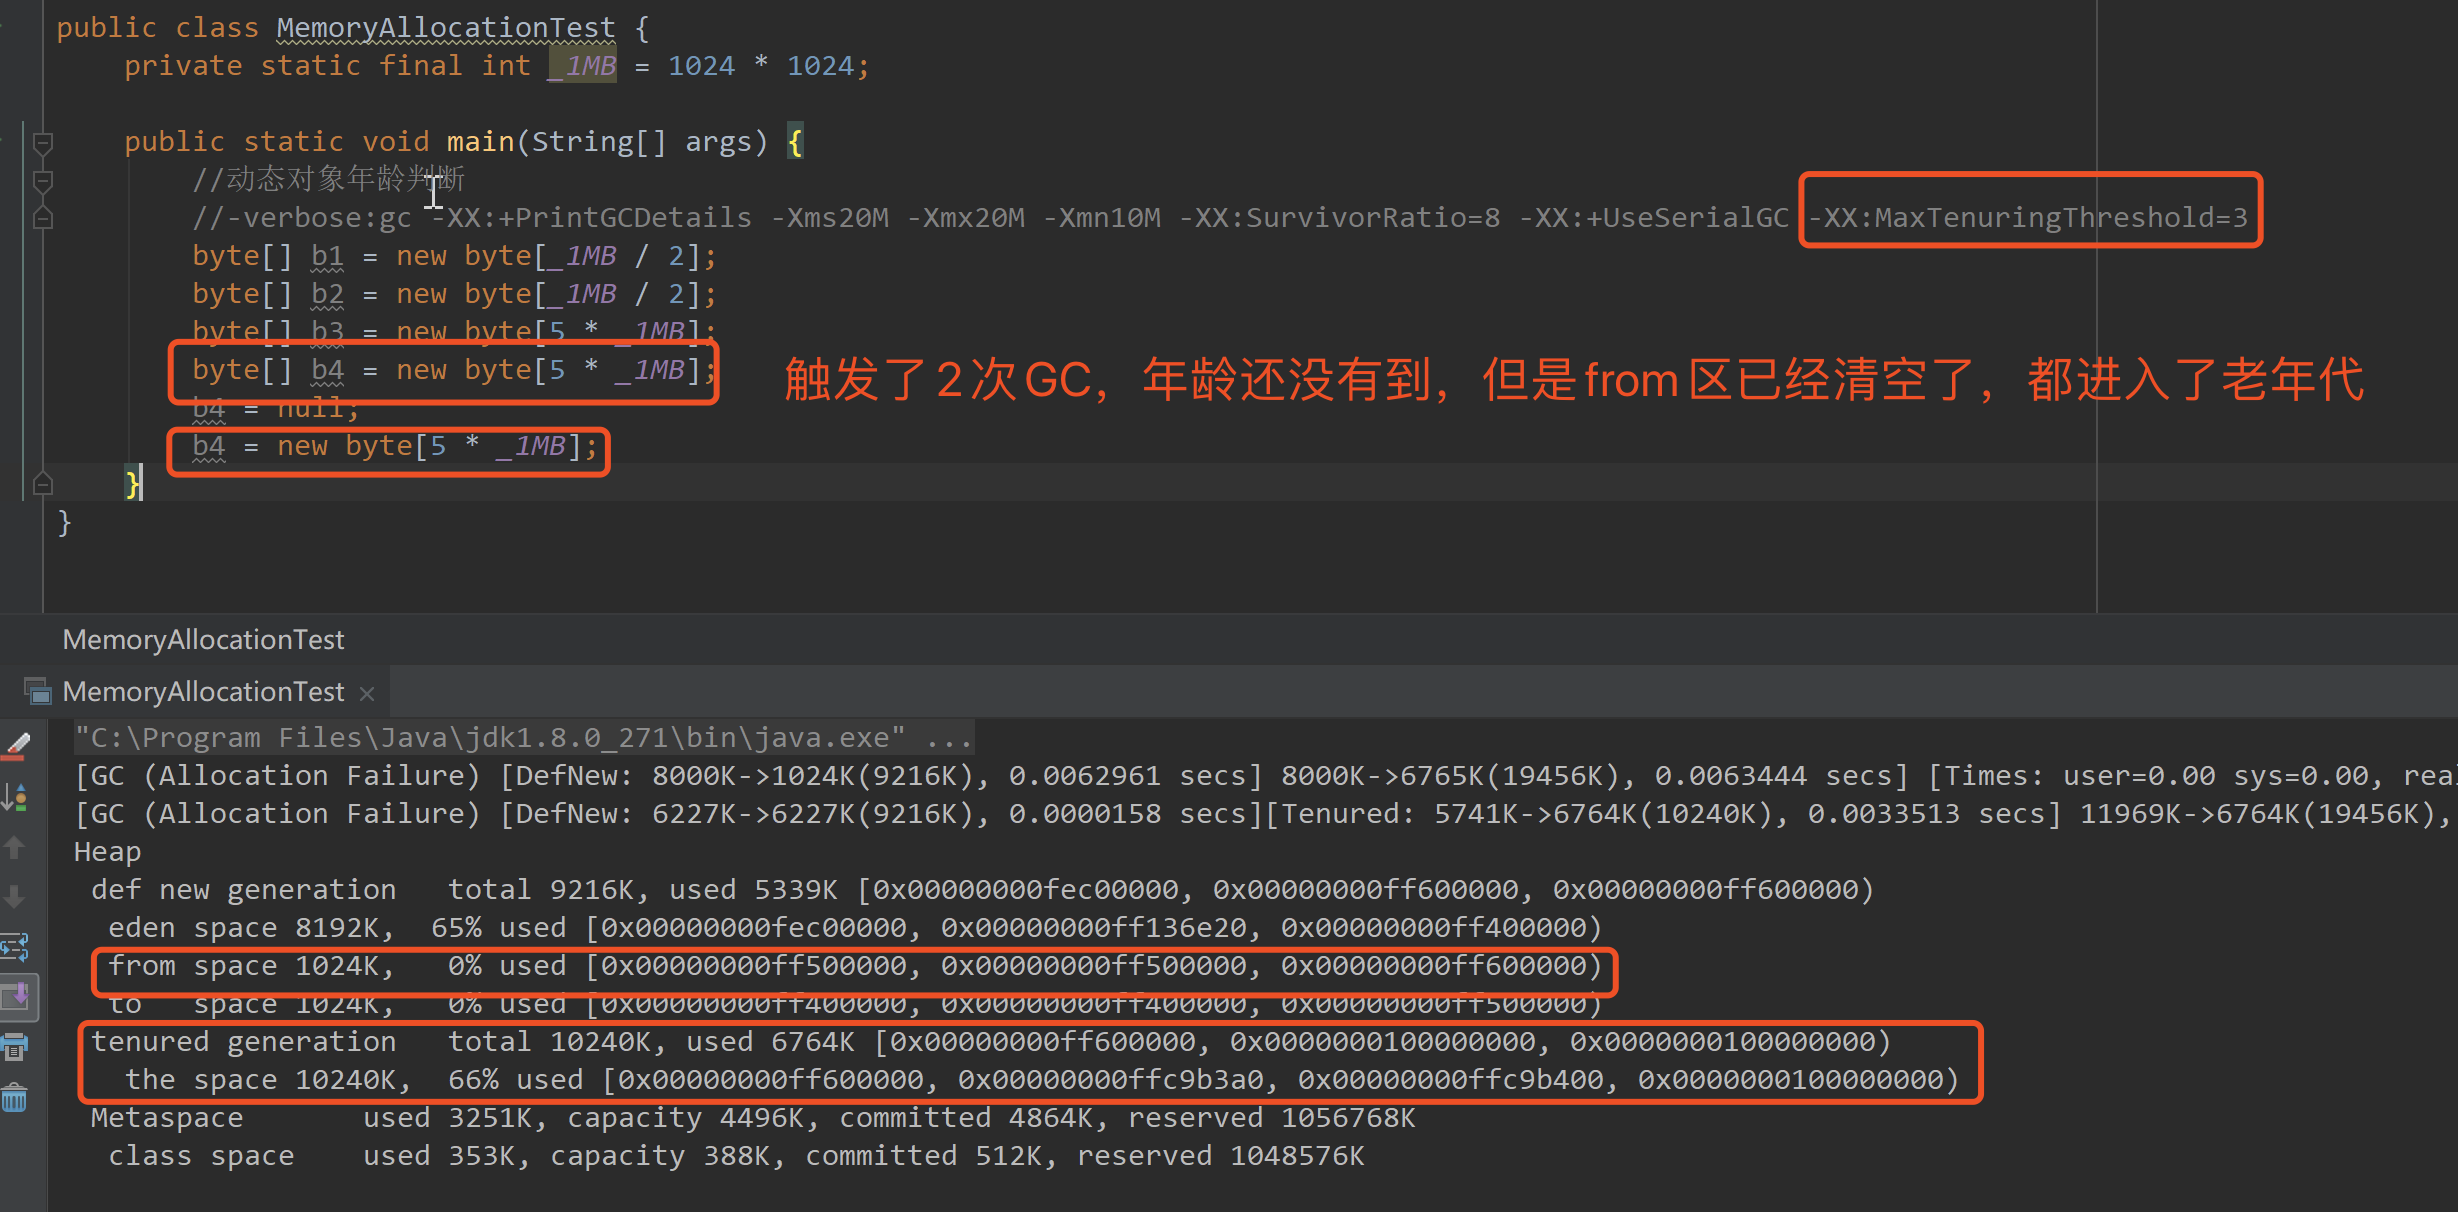 public class MemoryAllocationTest {
private static final int _1MB = 1024 * 1024;
public static void main(String[] args) {
//动态对象年龄判断
//-verbose:gc -XX:+PrintGCDetails -Xms20M -Xmx20M -Xmn10M -XX:SurvivorRatio=8 -XX:+UseSerialGC -XX:MaxTenuringThreshold=3
byte[] b1 = new byte[_1MB / 2];
byte[] b2 = new byte[_1MB / 2];
byte[] b3 = new byte[5 * _1MB];
byte[] b4 = new byte[5 * _1MB];
触发了2次GC，年龄还没有到，但是from区已经清空了，都进入了老年代
b4 = null;
b4 = new byte[5 * _1MB];
}
}
MemoryAllocationTest
MemoryAllocationTest ×
"C:\Program Files\Java\jdk1.8.0_271\bin\java.exe" ...
[GC (Allocation Failure) [DefNew: 8000K->1024K(9216K), 0.0062961 secs] 8000K->6765K(19456K), 0.0063444 secs] [Times: user=0.00 sys=0.00, rea
[GC (Allocation Failure) [DefNew: 6227K->6227K(9216K), 0.0000158 secs][Tenured: 5741K->6764K(10240K), 0.0033513 secs] 11969K->6764K(19456K),
Heap
def new generation   total 9216K, used 5339K [0x00000000fec00000, 0x00000000ff600000, 0x00000000ff600000)
eden space 8192K,  65% used [0x00000000fec00000, 0x00000000ff136e20, 0x00000000ff400000)
from space 1024K,   0% used [0x00000000ff500000, 0x00000000ff500000, 0x00000000ff600000)
to   space 1024K,   0% used [0x00000000ff400000, 0x00000000ff400000, 0x00000000ff500000)
tenured generation   total 10240K, used 6764K [0x00000000ff600000, 0x0000000100000000, 0x0000000100000000)
the space 10240K,  66% used [0x00000000ff600000, 0x00000000ffc9b3a0, 0x00000000ffc9b400, 0x0000000100000000)
Metaspace       used 3251K, capacity 4496K, committed 4864K, reserved 1056768K
class space    used 353K, capacity 388K, committed 512K, reserved 1048576K